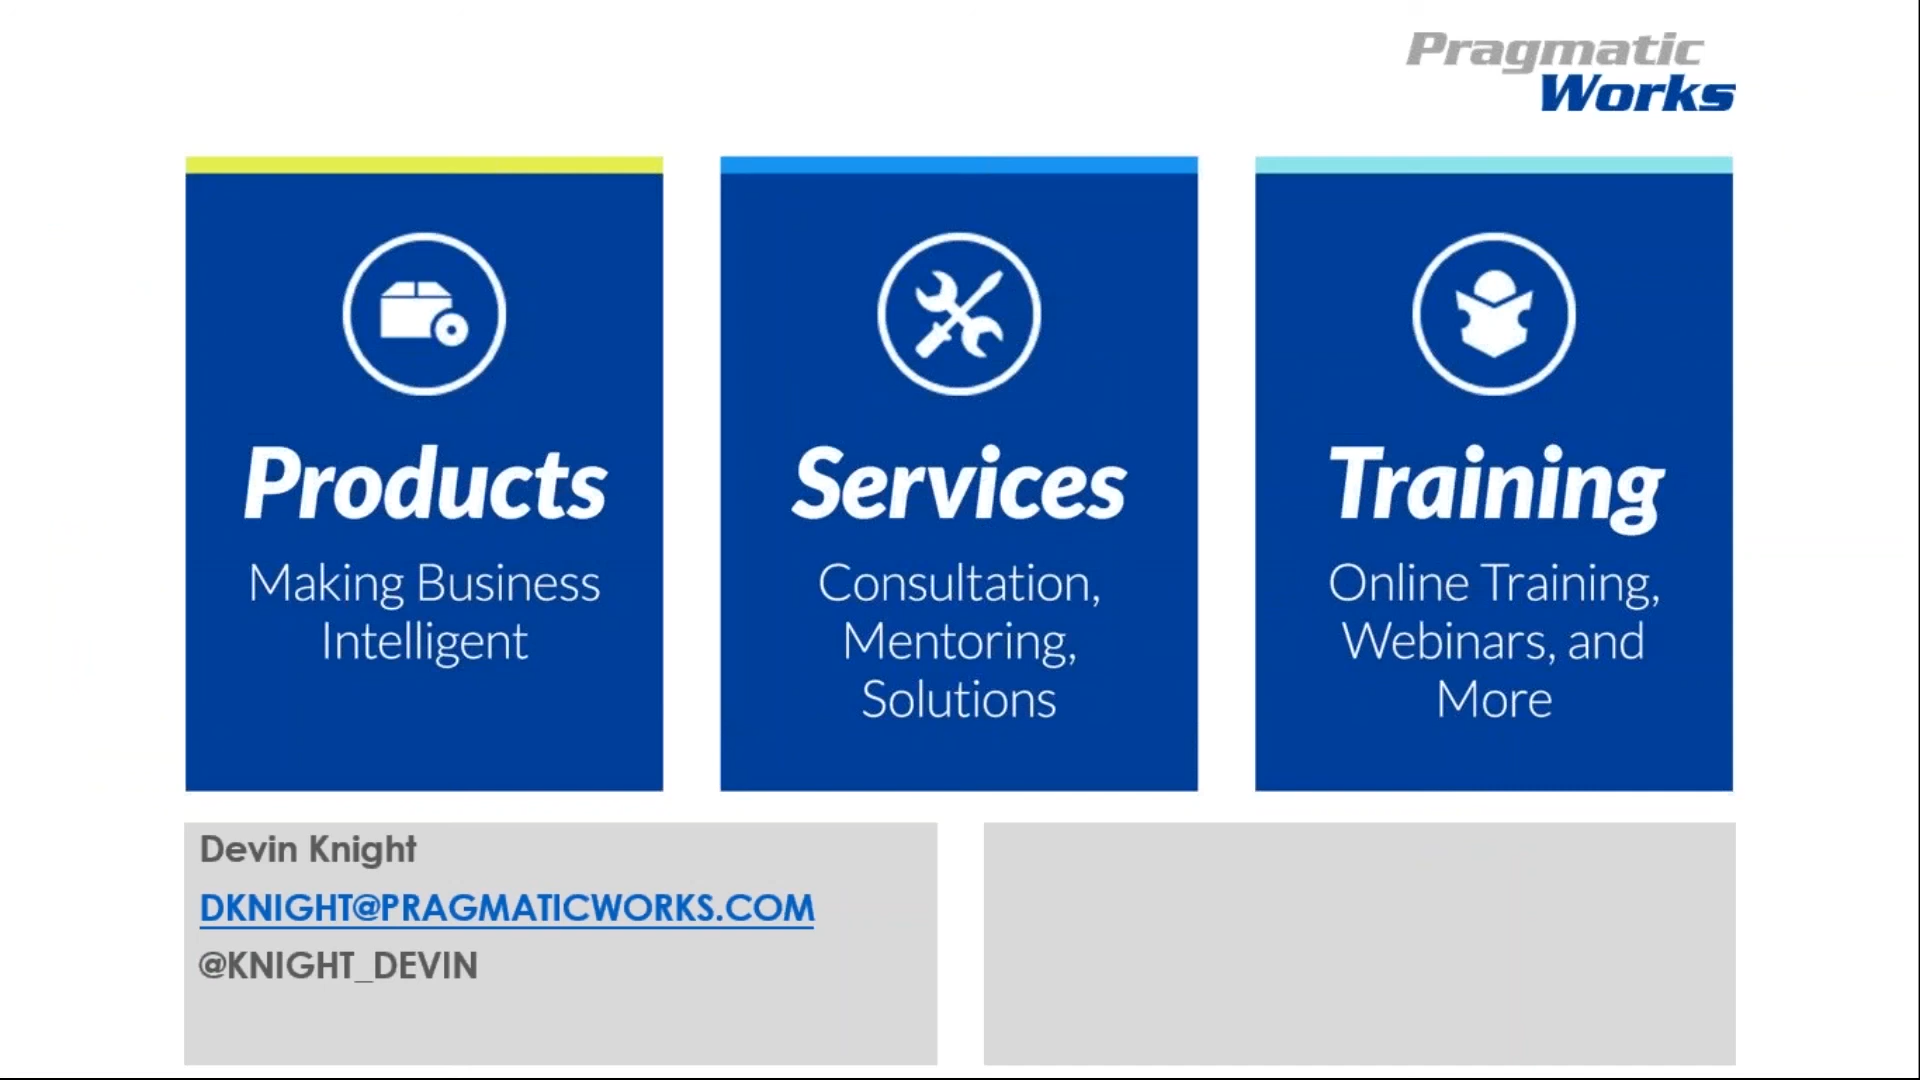 Pragmatic
Works
Products
Making Business
Intelligent
Services
Consultation,
Mentoring,
Solutions
Training
Online Training,
Webinars, and
More
Devin Knight
DKNIGHT@PRAGMATICWORKS.COM
@KNIGHT_DEVIN